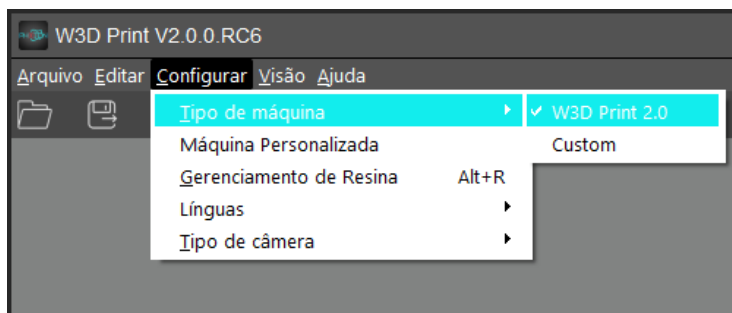 W3D Print V2.0.0.RC6
Arquivo Editar Configurar Visão Ajuda
Tipo de máquina W3D Print 2.0
Máquina Personalizada Custom
Gerenciamento de Resina Alt+R
Línguas
Tipo de câmera